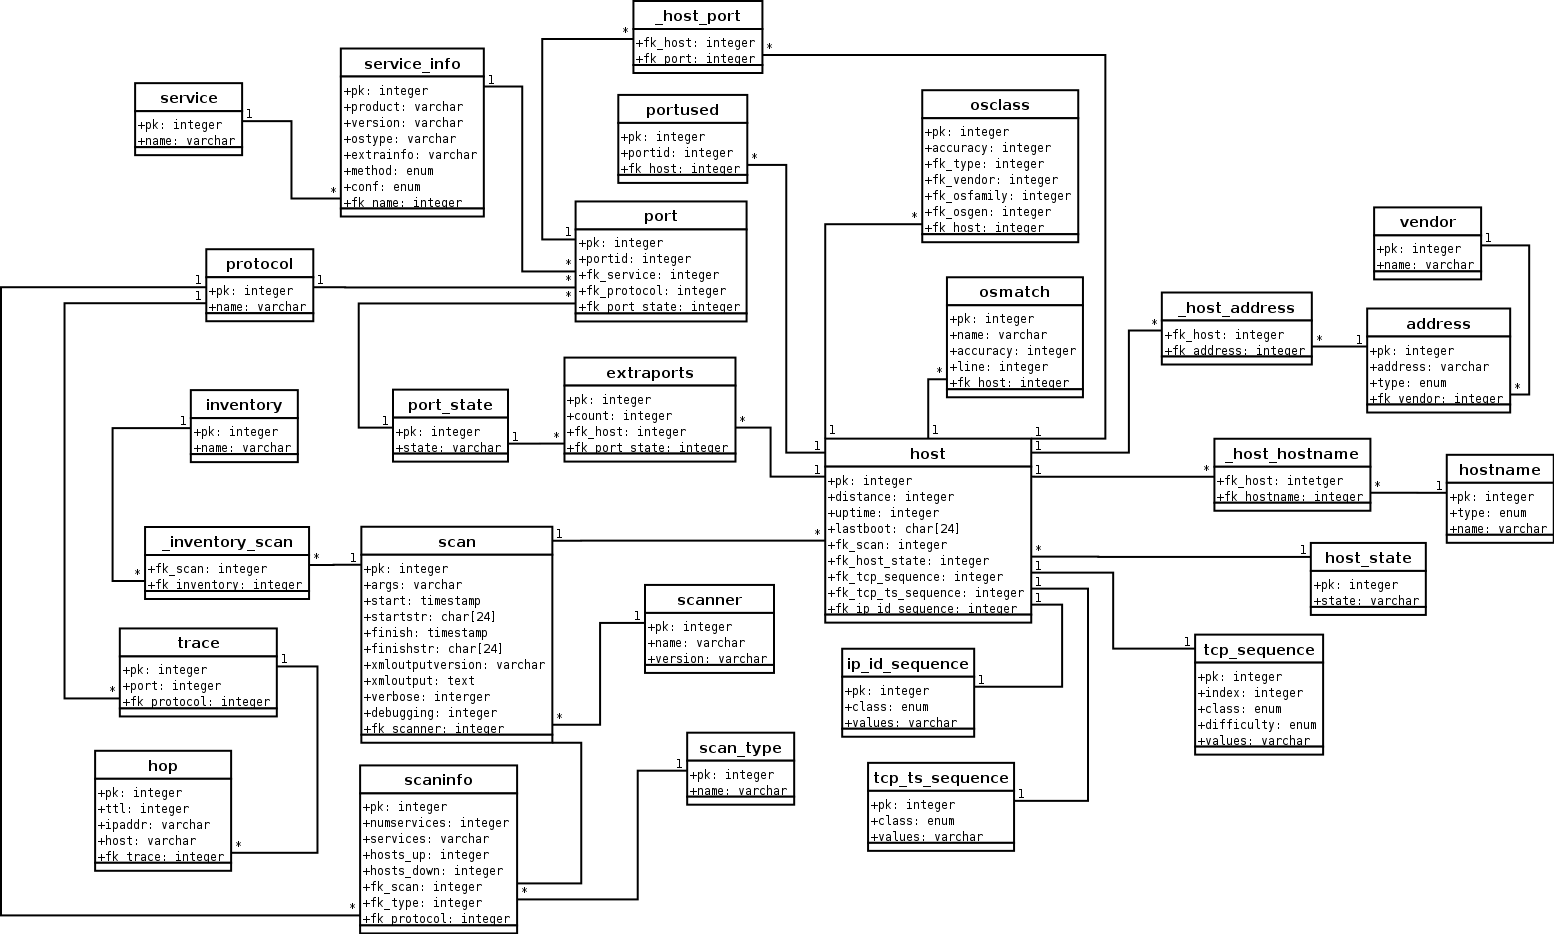 _host_port
+fk_host: integer
+fk_port: integer
service_info
+pk: integer
+product: varchar
+version: varchar
+ostype: varchar
+extrainfo: varchar
+method: enum
+conf: enum
+fk_name: integer
service
+pk: integer
+name: varchar
portused
+pk: integer
+portid: integer
+fk_host: integer
osclass
+pk: integer
+accuracy: integer
+fk_type: integer
+fk_vendor: integer
+fk_osfamily: integer
+fk_osgen: integer
+fk_host: integer
port
+pk: integer
+portid: integer
+fk_service: integer
+fk_protocol: integer
+fk_port_state: integer
vendor
+pk: integer
+name: varchar
protocol
+pk: integer
+name: varchar
osmatch
+pk: integer
+name: varchar
+accuracy: integer
+line: integer
+fk_host: integer
_host_address
+fk_host: integer
+fk_address: integer
address
+pk: integer
+address: varchar
+type: enum
+fk_vendor: integer
extraports
+pk: integer
+count: integer
+fk_host: integer
+fk_port_state: integer
inventory
+pk: integer
+name: varchar
port_state
+pk: integer
+state: varchar
host
+pk: integer
+distance: integer
+uptime: integer
+lastboot: char[24]
+fk_scan: integer
+fk_host_state: integer
+fk_tcp_sequence: integer
+fk_tcp_ts_sequence: integer
+fk_ip_id_sequence: integer
_host_hostname
+fk_host: intetger
+fk_hostname: integer
hostname
+pk: integer
+type: enum
+name: varchar
_inventory_scan
+fk_scan: integer
+fk_inventory: integer
scan
+pk: integer
+args: varchar
+start: timestamp
+startstr: char[24]
+finish: timestamp
+finishstr: char[24]
+xmloutputversion: varchar
+xmloutput: text
+verbose: interger
+debugging: integer
+fk_scanner: integer
host_state
+pk: integer
+state: varchar
scanner
+pk: integer
+name: varchar
+version: varchar
trace
+pk: integer
+port: integer
+fk_protocol: integer
ip_id_sequence
+pk: integer
+class: enum
+values: varchar
tcp_sequence
+pk: integer
+index: integer
+class: enum
+difficulty: enum
+values: varchar
hop
+pk: integer
+ttl: integer
+ipaddr: varchar
+host: varchar
+fk_trace: integer
scaninfo
+pk: integer
+numservices: integer
+services: varchar
+hosts_up: integer
+hosts_down: integer
+fk_scan: integer
+fk_type: integer
+fk_protocol: integer
scan_type
+pk: integer
+name: varchar
tcp_ts_sequence
+pk: integer
+class: enum
+values: varchar